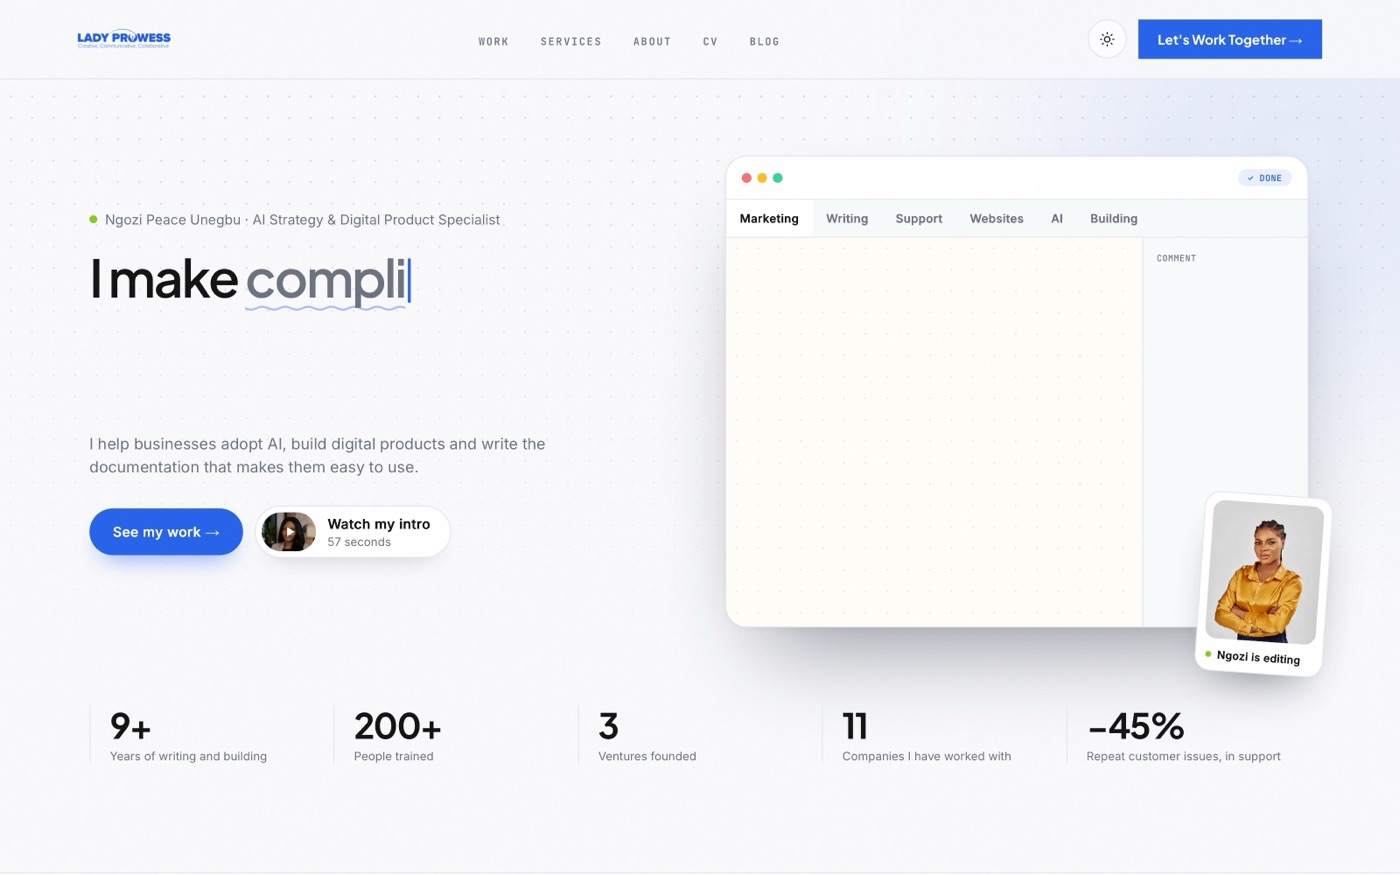 LADY PROWESS
Creative, Communicative, Collaborative
WORK SERVICES ABOUT CV BLOG
Let's Work Together →
Ngozi Peace Unegbu · AI Strategy & Digital Product Specialist
I make compli
I help businesses adopt AI, build digital products and write the
documentation that makes them easy to use.
See my work →
Watch my intro
57 seconds
✓ DONE
Marketing Writing Support Websites AI Building
COMMENT
Ngozi is editing
9+
Years of writing and building
200+
People trained
3
Ventures founded
11
Companies I have worked with
–45%
Repeat customer issues, in support